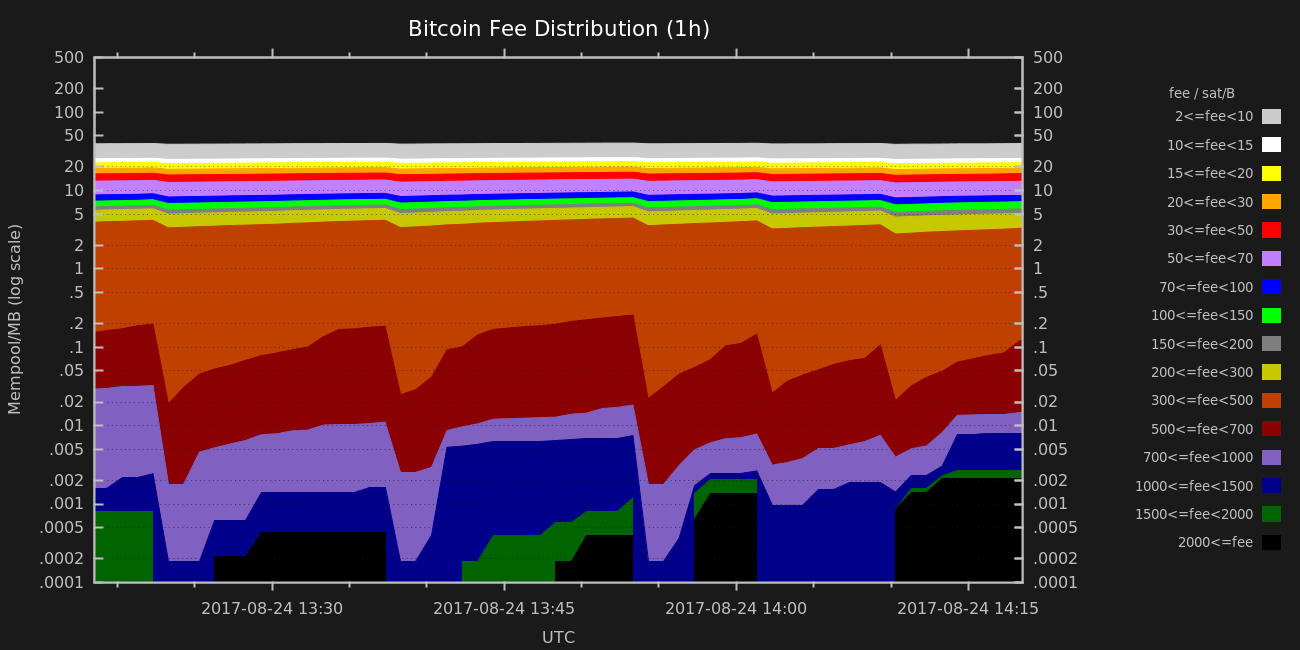 Bitcoin Fee Distribution (1h)
500 500
200 200
100 100
50 50
20 20
10 10
5 5
2 2
1 1
.5 .5
.2 .2
.1 .1
.05 .05
.02 .02
.01 .01
.005 .005
.002 .002
.001 .001
.0005 .0005
.0002 .0002
.0001 .0001
Mempool/MB (log scale)
2017-08-24 13:30 2017-08-24 13:45 2017-08-24 14:00 2017-08-24 14:15
UTC
fee / sat/B
2<=fee<10
10<=fee<15
15<=fee<20
20<=fee<30
30<=fee<50
50<=fee<70
70<=fee<100
100<=fee<150
150<=fee<200
200<=fee<300
300<=fee<500
500<=fee<700
700<=fee<1000
1000<=fee<1500
1500<=fee<2000
2000<=fee